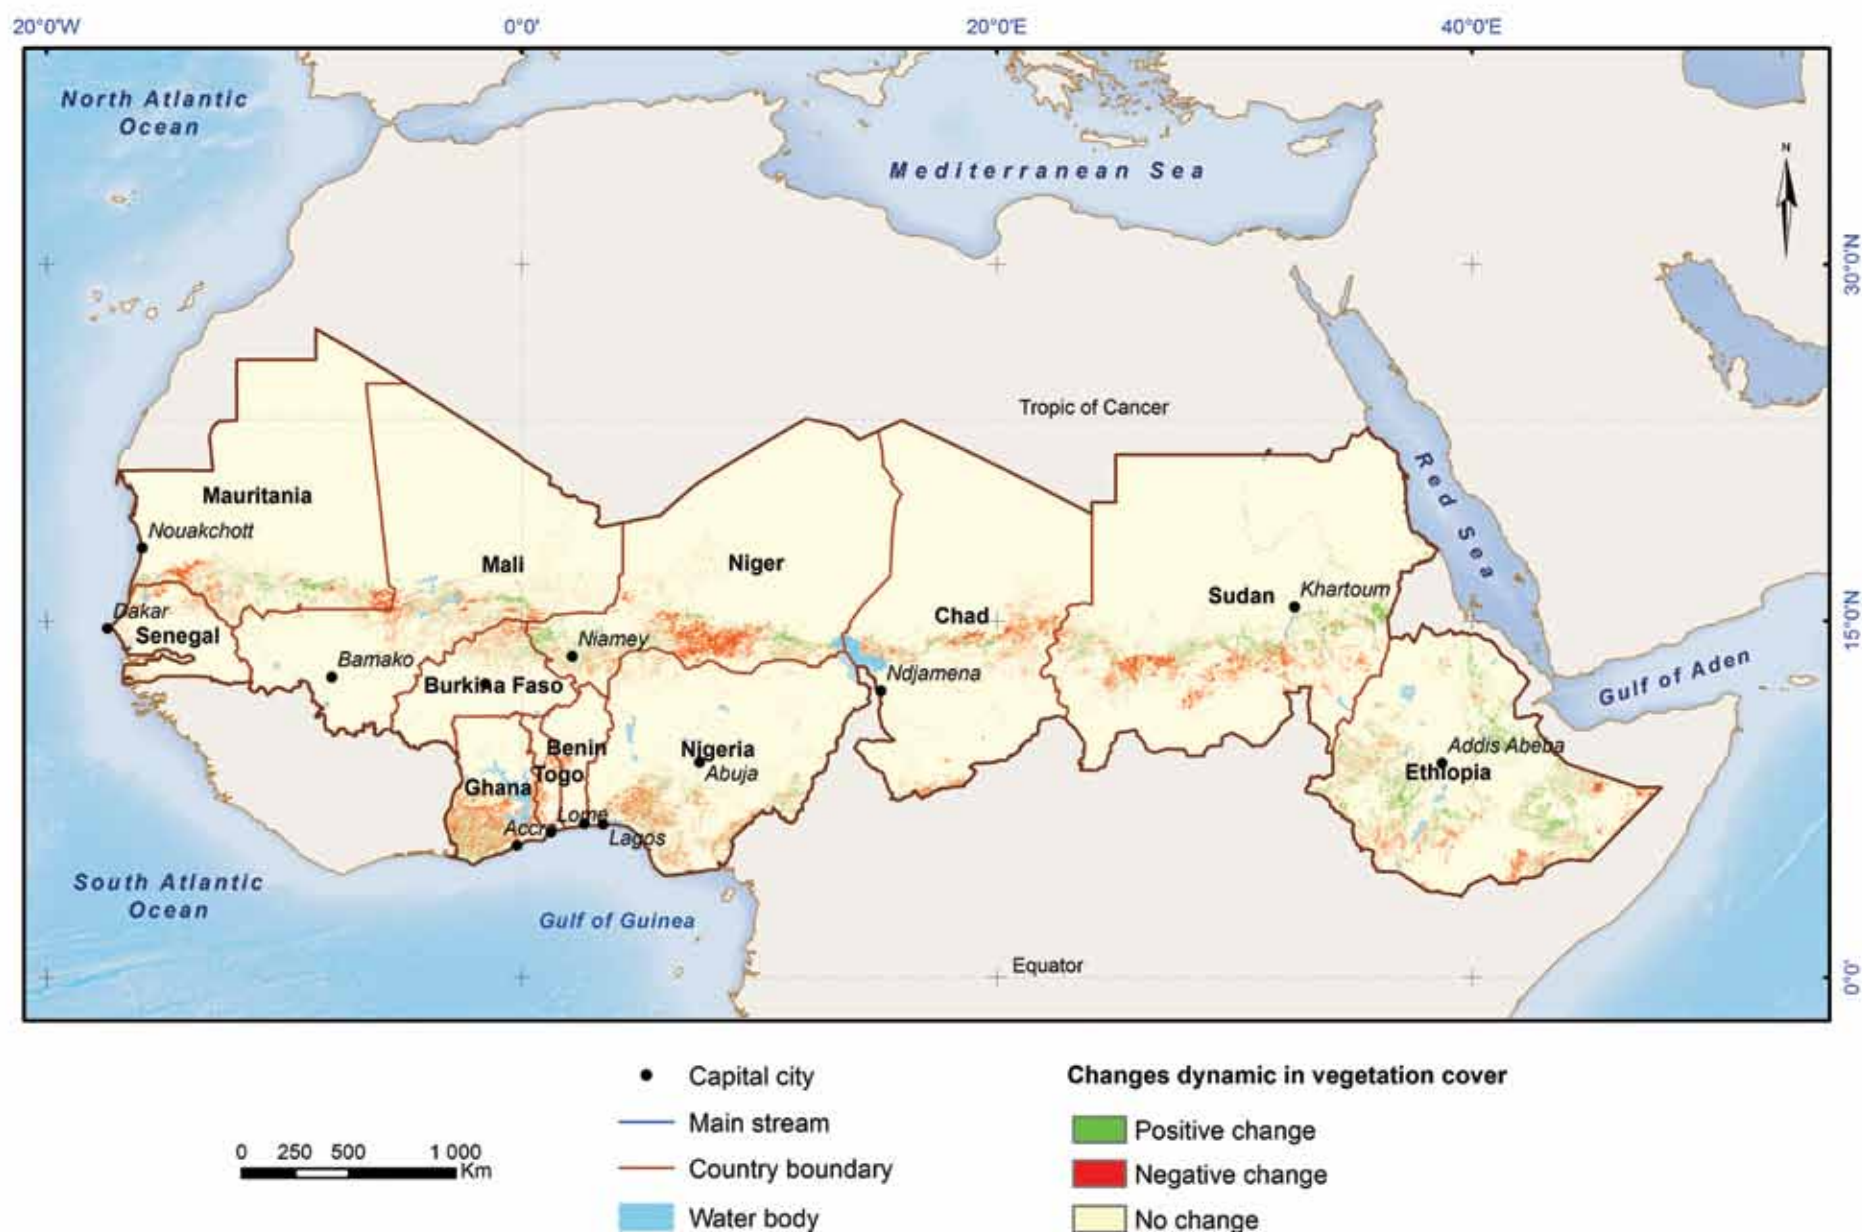 20°0'W 0°0' 20°0'E 40°0'E
North Atlantic
Ocean
Mediterranean Sea
N
30°0'N
Tropic of Cancer
Red Sea
Mauritania
Nouakchott
Mali
Niger
Sudan
Khartoum
Chad
15°0'N
Dakar
Senegal
Niamey
Bamako
Burkina Faso
Ndjamena
Gulf of Aden
Benin
Nigeria
Abuja
Togo
Ghana
Addis Abeba
Ethiopia
Accr
Lome
Lagos
South Atlantic
Ocean
Gulf of Guinea
Equator
0°0'
Capital city
Main stream
Country boundary
Water body
Changes dynamic in vegetation cover
Positive change
Negative change
No change
0 250 500 1 000
Km